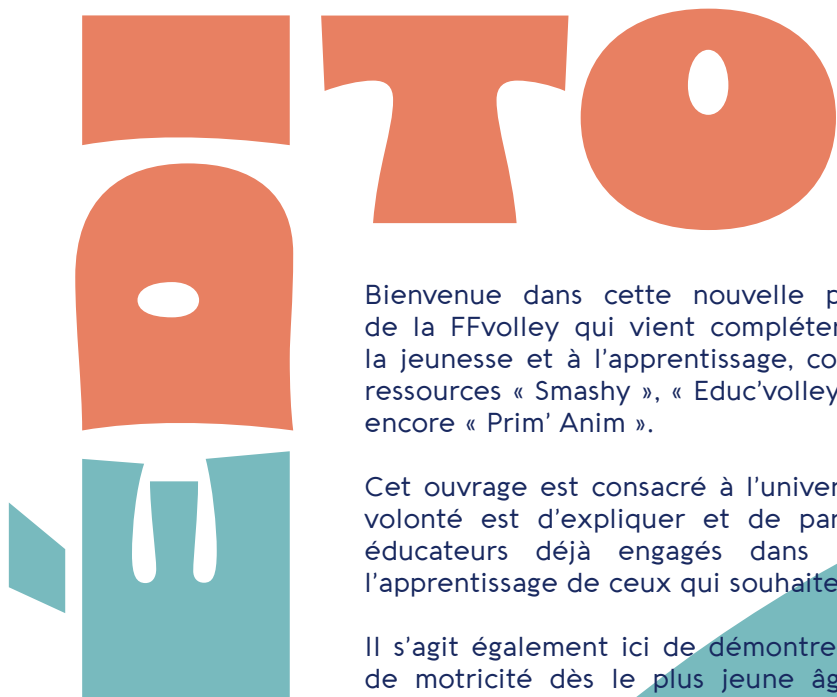 ÉDITO
Bienvenue dans cette nouvelle p
de la FFvolley qui vient compléter
la jeunesse et à l'apprentissage, co
ressources « Smashy », « Educ'volley
encore « Prim' Anim ».
Cet ouvrage est consacré à l'univer
volonté est d'expliquer et de par
éducateurs déjà engagés dans
l'apprentissage de ceux qui souhaite
Il s'agit également ici de démontre
de motricité dès le plus jeune âg